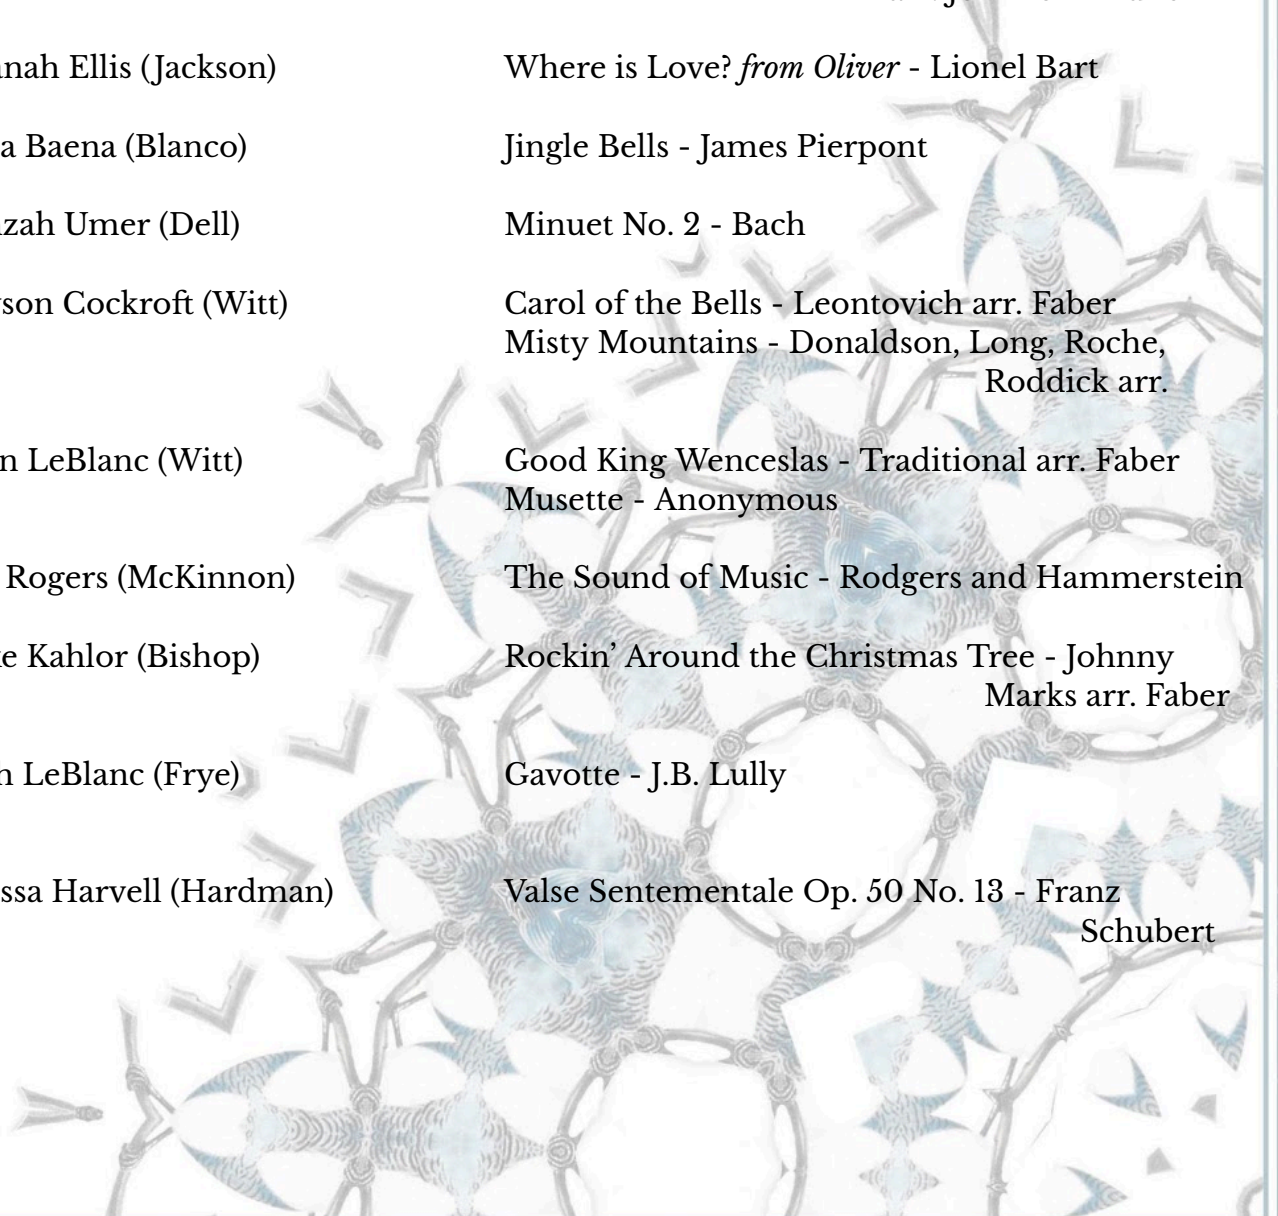 Ellis (Jackson) Where is Love? from Oliver - Lionel Bart
Baena (Blanco) Jingle Bells - James Pierpont
Umer (Dell) Minuet No. 2 - Bach
Cockroft (Witt) Carol of the Bells - Leontovich arr. Faber
Misty Mountains - Donaldson, Long, Roche,
Roddick arr.
LeBlanc (Witt) Good King Wenceslas - Traditional arr. Faber
Musette - Anonymous
Rogers (McKinnon) The Sound of Music - Rodgers and Hammerstein
Kahlor (Bishop) Rockin’ Around the Christmas Tree - Johnny
Marks arr. Faber
LeBlanc (Frye) Gavotte - J.B. Lully
Harvell (Hardman) Valse Sentementale Op. 50 No. 13 - Franz
Schubert